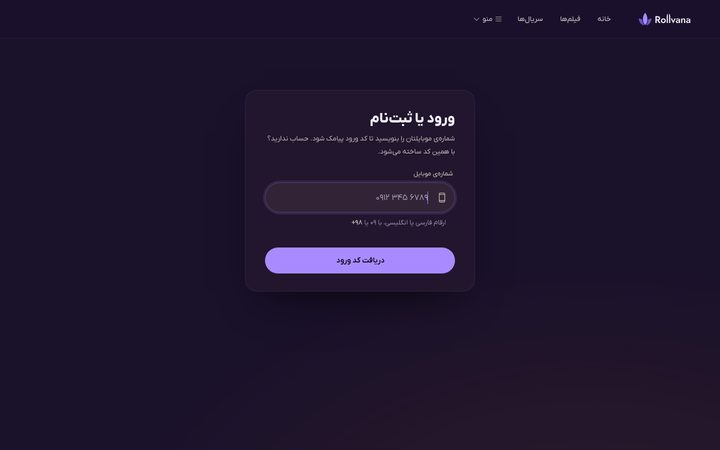 Rollvana
خانه
فیلم‌ها
سریال‌ها
منو
ورود یا ثبت‌نام
شماره‌ی موبایلتان را بنویسید تا کد ورود پیامک شود. حساب ندارید؟
با همین کد ساخته می‌شود.
شماره‌ی موبایل
۰۹۱۲ ۳۴۵ ۶۷۸۹
ارقام فارسی یا انگلیسی، با ۰۹ یا ۹۸+
دریافت کد ورود